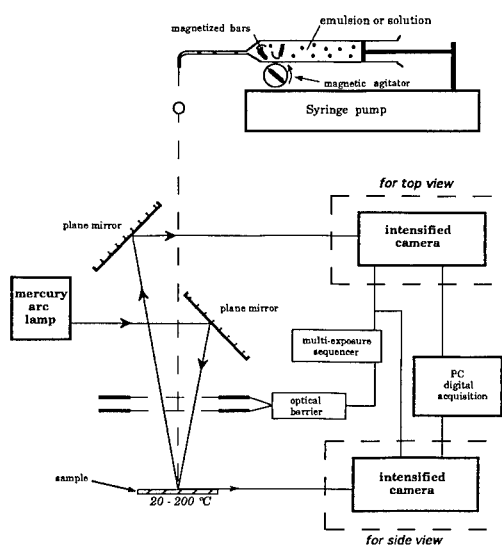 magnetized
bars
emulsion or solution
magnetic agitator
Syringe pump
for top view
plane mirror
intensified
camera
mercury
arc
lamp
plane mirror
multi-exposure
sequencer
PC
digital
acquisition
optical
barrier
sample
20 - 200 °C
intensified
camera
for side view